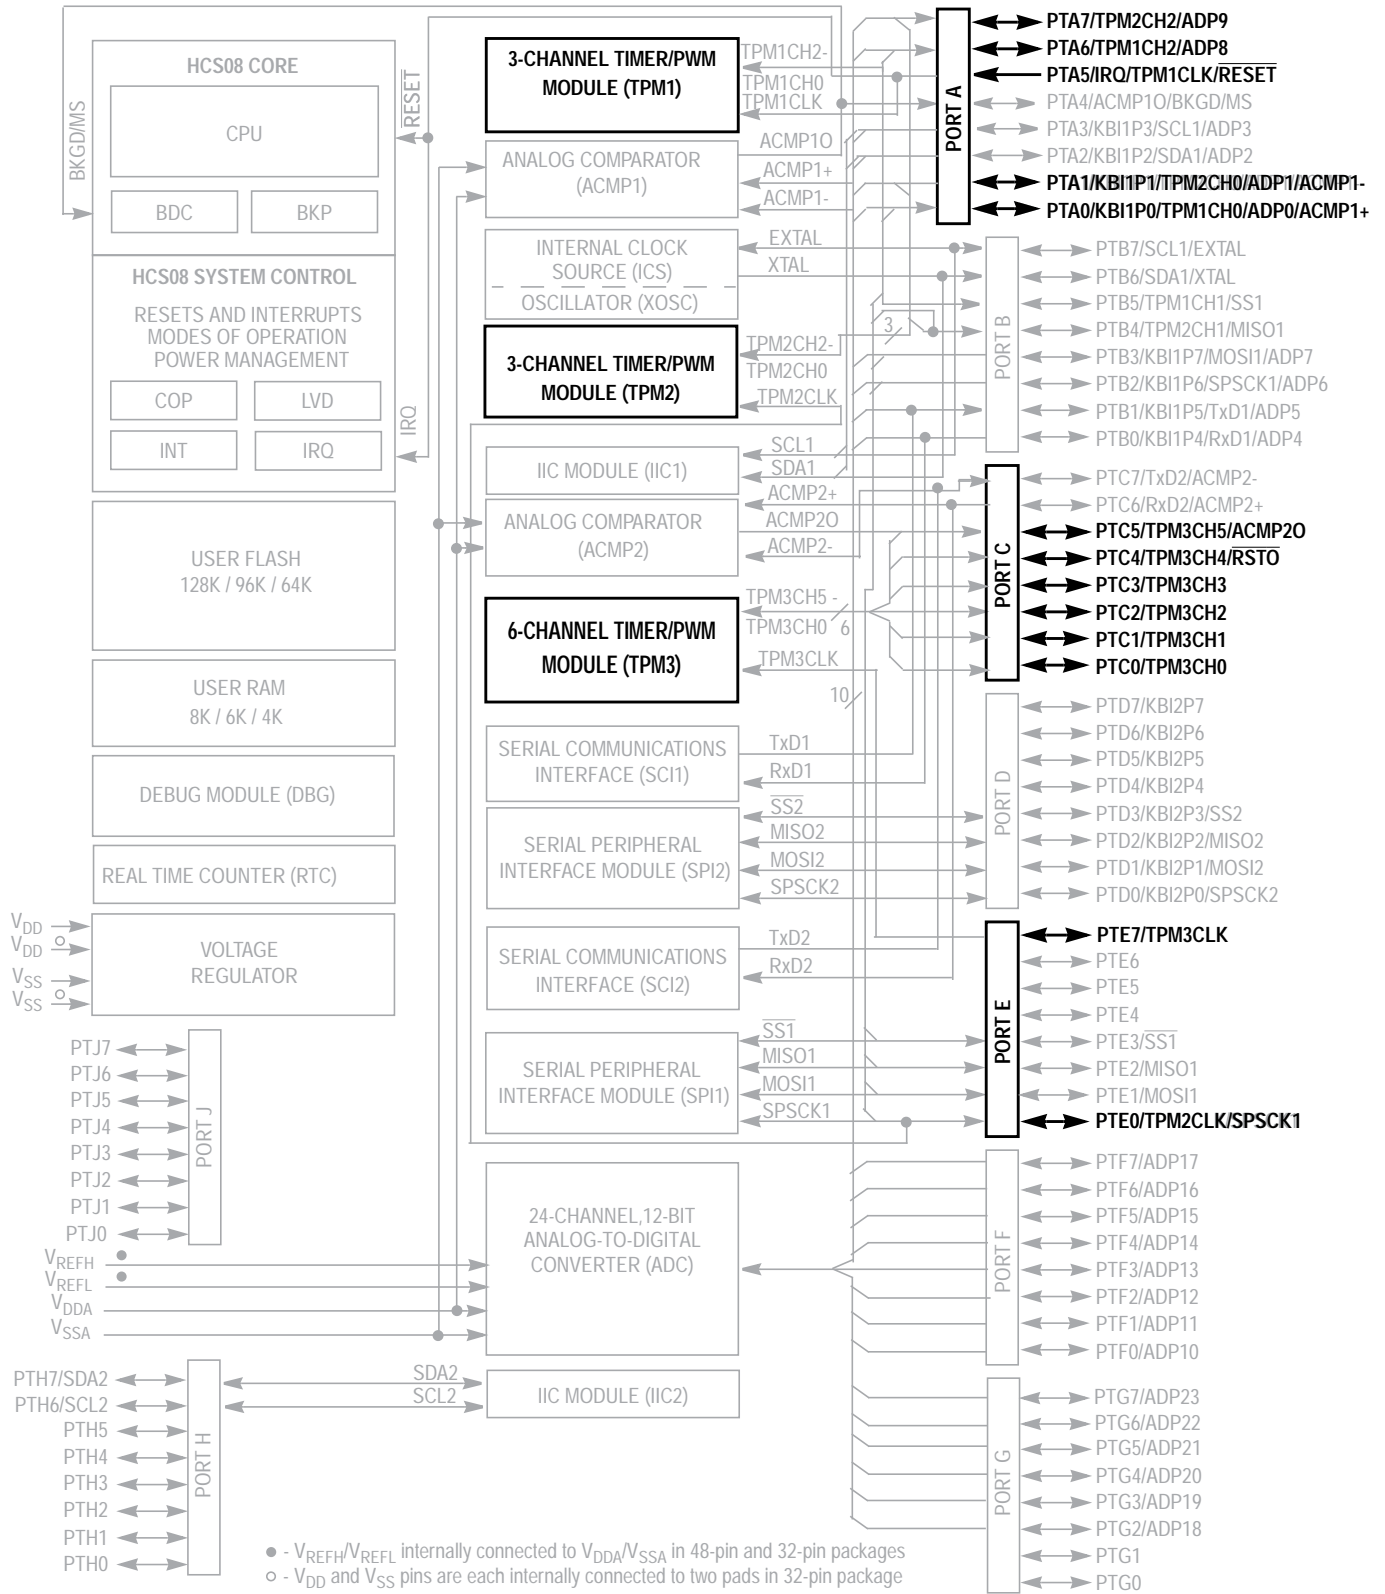 BKGD/MS
HCS08 CORE
CPU
BDC
BKP
RESET
HCS08 SYSTEM CONTROL
RESETS AND INTERRUPTS
MODES OF OPERATION
POWER MANAGEMENT
COP
LVD
INT
IRQ
IRQ
USER FLASH
128K / 96K / 64K
USER RAM
8K / 6K / 4K
DEBUG MODULE (DBG)
REAL TIME COUNTER (RTC)
VDD
VDD
VSS
VSS
VOLTAGE
REGULATOR
PTJ7
PTJ6
PTJ5
PTJ4
PTJ3
PTJ2
PTJ1
PTJ0
PORT J
VREFH
VREFL
VDDA
VSSA
PTH7/SDA2
PTH6/SCL2
PTH5
PTH4
PTH3
PTH2
PTH1
PTH0
PORT H
3-CHANNEL TIMER/PWM
MODULE (TPM1)
TPM1CH2-
TPM1CH0
TPM1CLK
ANALOG COMPARATOR
(ACMP1)
ACMP1O
ACMP1+
ACMP1-
INTERNAL CLOCK
SOURCE (ICS)
OSCILLATOR (XOSC)
EXTAL
XTAL
3-CHANNEL TIMER/PWM
MODULE (TPM2)
TPM2CH2-
TPM2CH0
TPM2CLK
3
IIC MODULE (IIC1)
SCL1
SDA1
ANALOG COMPARATOR
(ACMP2)
ACMP2+
ACMP2O
ACMP2-
6-CHANNEL TIMER/PWM
MODULE (TPM3)
TPM3CH5 -
TPM3CH0 6
TPM3CLK
10
SERIAL COMMUNICATIONS
INTERFACE (SCI1)
TxD1
RxD1
SERIAL PERIPHERAL
INTERFACE MODULE (SPI2)
SS2
MISO2
MOSI2
SPSCK2
SERIAL COMMUNICATIONS
INTERFACE (SCI2)
TxD2
RxD2
SERIAL PERIPHERAL
INTERFACE MODULE (SPI1)
SS1
MISO1
MOSI1
SPSCK1
24-CHANNEL,12-BIT
ANALOG-TO-DIGITAL
CONVERTER (ADC)
SDA2
SCL2
IIC MODULE (IIC2)
PORT A
PTA7/TPM2CH2/ADP9
PTA6/TPM1CH2/ADP8
PTA5/IRQ/TPM1CLK/RESET
PTA4/ACMP1O/BKGD/MS
PTA3/KBI1P3/SCL1/ADP3
PTA2/KBI1P2/SDA1/ADP2
PTA1/KBI1P1/TPM2CH0/ADP1/ACMP1-
PTA0/KBI1P0/TPM1CH0/ADP0/ACMP1+
PORT B
PTB7/SCL1/EXTAL
PTB6/SDA1/XTAL
PTB5/TPM1CH1/SS1
PTB4/TPM2CH1/MISO1
PTB3/KBI1P7/MOSI1/ADP7
PTB2/KBI1P6/SPSCK1/ADP6
PTB1/KBI1P5/TxD1/ADP5
PTB0/KBI1P4/RxD1/ADP4
PORT C
PTC7/TxD2/ACMP2-
PTC6/RxD2/ACMP2+
PTC5/TPM3CH5/ACMP2O
PTC4/TPM3CH4/RSTO
PTC3/TPM3CH3
PTC2/TPM3CH2
PTC1/TPM3CH1
PTC0/TPM3CH0
PORT D
PTD7/KBI2P7
PTD6/KBI2P6
PTD5/KBI2P5
PTD4/KBI2P4
PTD3/KBI2P3/SS2
PTD2/KBI2P2/MISO2
PTD1/KBI2P1/MOSI2
PTD0/KBI2P0/SPSCK2
PORT E
PTE7/TPM3CLK
PTE6
PTE5
PTE4
PTE3/SS1
PTE2/MISO1
PTE1/MOSI1
PTE0/TPM2CLK/SPSCK1
PORT F
PTF7/ADP17
PTF6/ADP16
PTF5/ADP15
PTF4/ADP14
PTF3/ADP13
PTF2/ADP12
PTF1/ADP11
PTF0/ADP10
PORT G
PTG7/ADP23
PTG6/ADP22
PTG5/ADP21
PTG4/ADP20
PTG3/ADP19
PTG2/ADP18
PTG1
PTG0
● - VREFH/VREFL internally connected to VDDA/VSSA in 48-pin and 32-pin packages
○ - VDD and VSS pins are each internally connected to two pads in 32-pin package